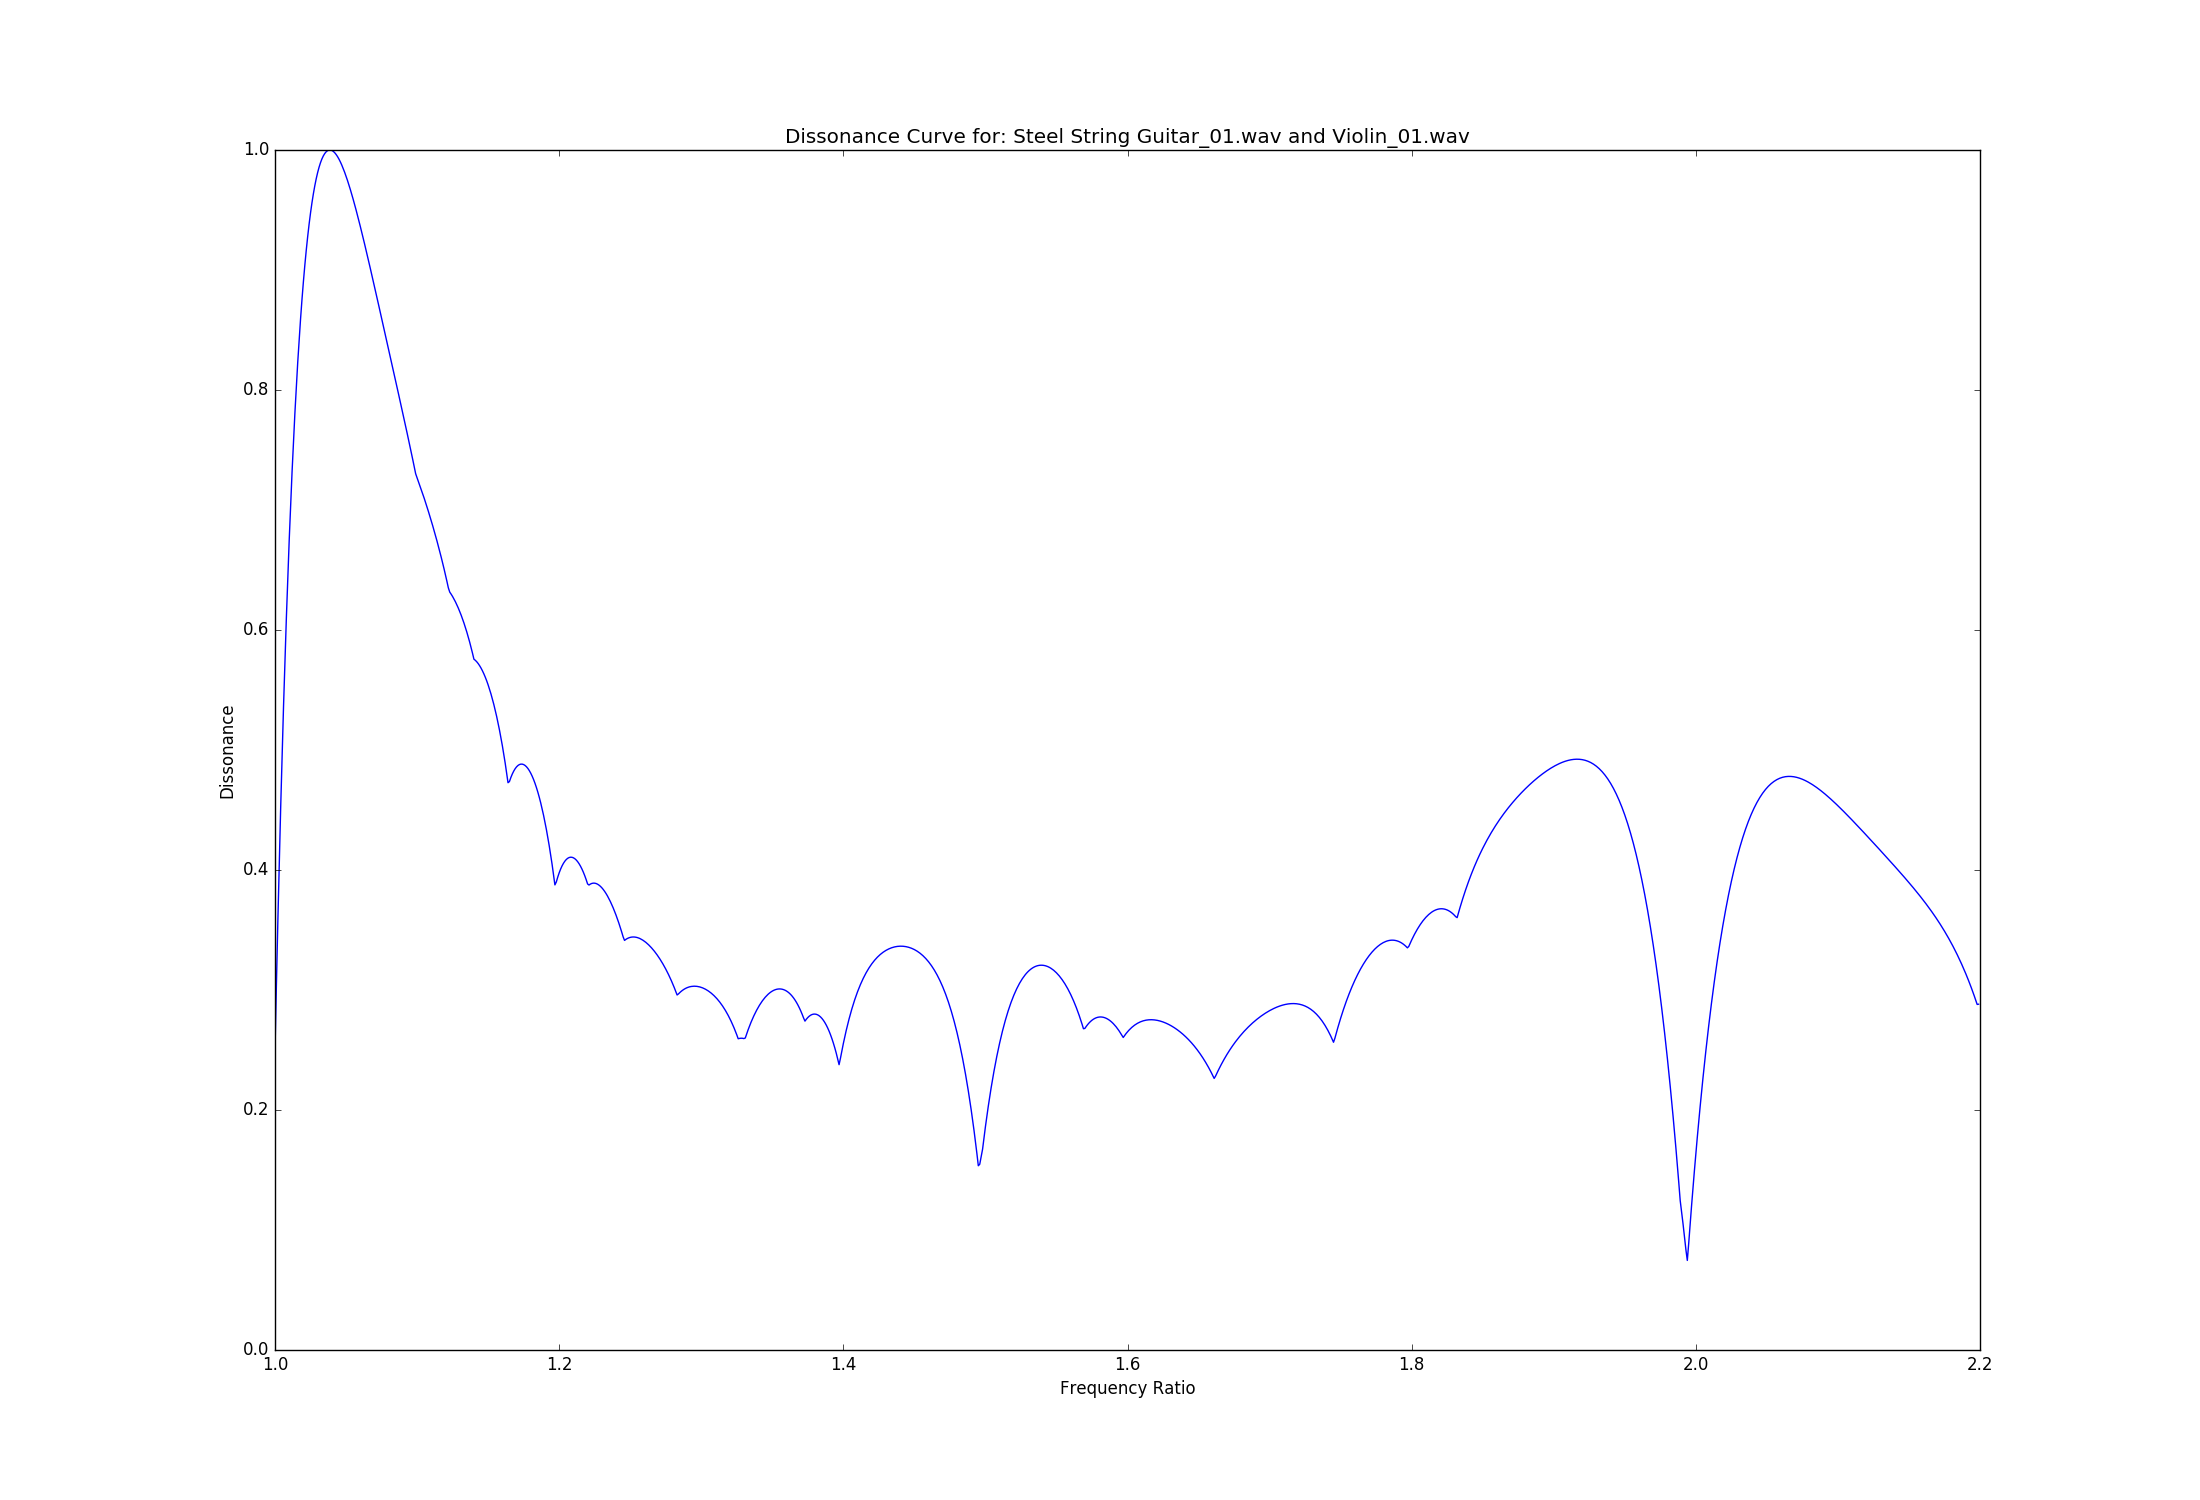 Dissonance Curve for: Steel String Guitar_01.wav and Violin_01.wav
1.0
0.8
0.6
Dissonance
0.4
0.2
0.0
1.0 1.2 1.4 1.6 1.8 2.0 2.2
Frequency Ratio